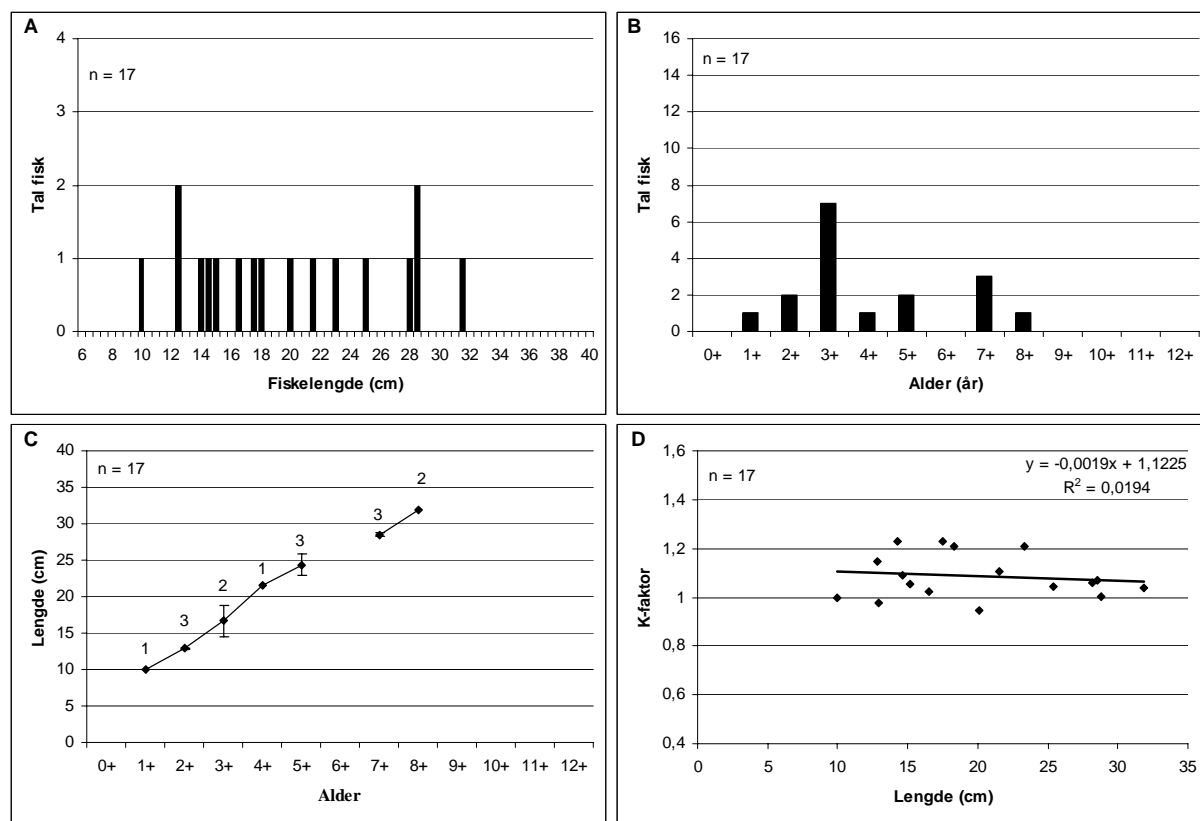 A
n = 17
Tal fisk
4
3
2
1
0
6 8 10 12 14 16 18 20 22 24 26 28 30 32 34 36 38 40
Fiskelengde (cm)
B
n = 17
Tal fisk
16
14
12
10
8
6
4
2
0
0+ 1+ 2+ 3+ 4+ 5+ 6+ 7+ 8+ 9+ 10+ 11+ 12+
Alder (år)
C
n = 17
Lengde (cm)
40
35
30
25
20
15
10
5
0
1 3 2 1 3 3 2
0+ 1+ 2+ 3+ 4+ 5+ 7+ 8+ 9+ 10+ 11+ 12+
Alder
D
n = 17
y = -0,0019x + 1,1225
R² = 0,0194
K-faktor
1,6
1,4
1,2
1
0,8
0,6
0,4
0 5 10 15 20 25 30 35
Lengde (cm)